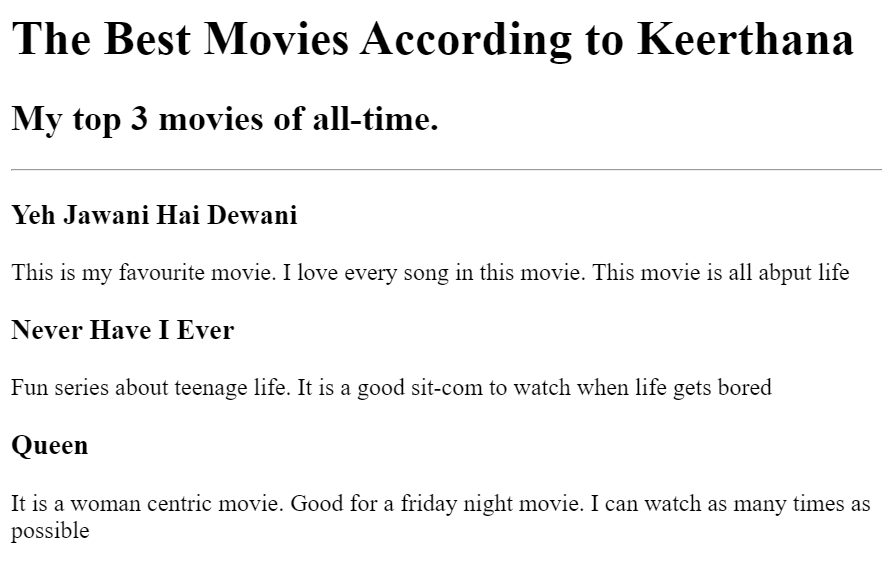 The Best Movies According to Keerthana
My top 3 movies of all-time.
Yeh Jawani Hai Dewani
This is my favourite movie. I love every song in this movie. This movie is all abput life
Never Have I Ever
Fun series about teenage life. It is a good sit-com to watch when life gets bored
Queen
It is a woman centric movie. Good for a friday night movie. I can watch as many times as
possible